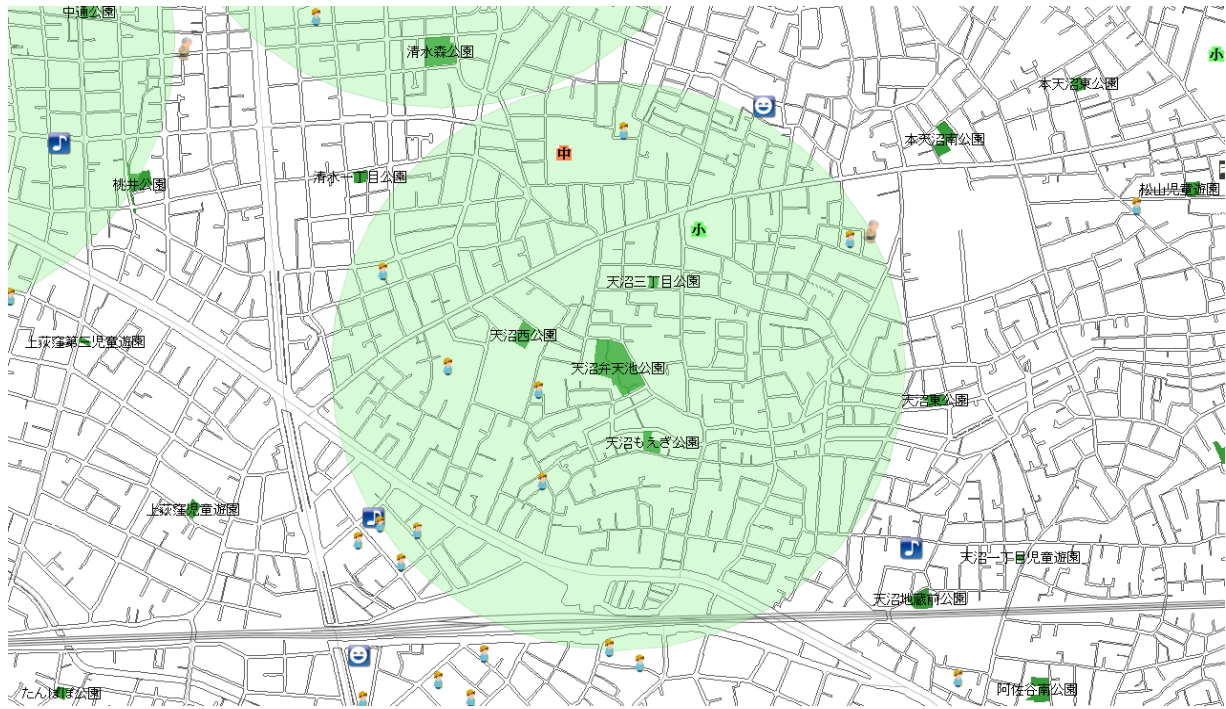 中通公園
清水森公園
小
本天沼東公園
本天沼南公園
中
清水一丁目公園
桃井公園
松山児童遊園
小
天沼三丁目公園
天沼西公園
上荻窪第三児童遊園
天沼弁天池公園
天沼東公園
天沼もえぎ公園
上荻窪児童遊園
天沼一丁目児童遊園
天沼地蔵前公園
たんぽぽ公園
阿佐谷南公園